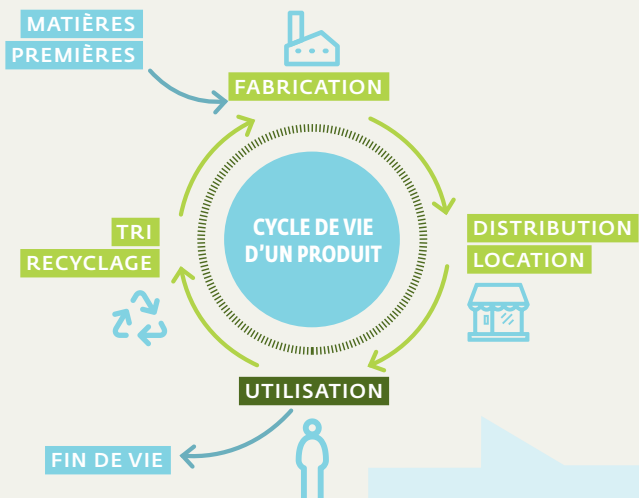 MATIÈRES
PREMIÈRES
FABRICATION
CYCLE DE VIE
D'UN PRODUIT
TRI
RECYCLAGE
DISTRIBUTION
LOCATION
UTILISATION
FIN DE VIE